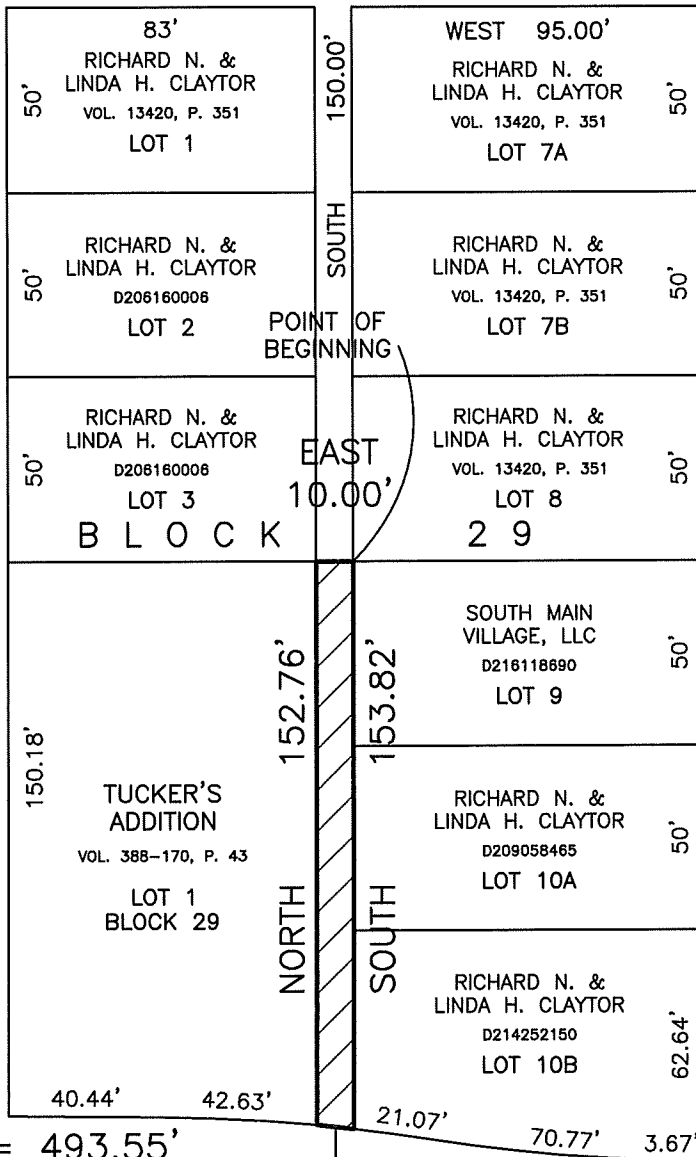 83'
RICHARD N. &
LINDA H. CLAYTOR
VOL. 13420, P. 351
LOT 1
50'
150.00'
SOUTH
WEST 95.00'
RICHARD N. &
LINDA H. CLAYTOR
VOL. 13420, P. 351
LOT 7A
50'
RICHARD N. &
LINDA H. CLAYTOR
D206160006
LOT 2
50'
POINT OF
BEGINNING
RICHARD N. &
LINDA H. CLAYTOR
VOL. 13420, P. 351
LOT 7B
50'
RICHARD N. &
LINDA H. CLAYTOR
D206160006
LOT 3
50'
EAST
10.00'
RICHARD N. &
LINDA H. CLAYTOR
VOL. 13420, P. 351
LOT 8
50'
BLOCK 29
150.18'
TUCKER'S
ADDITION
VOL. 388-170, P. 43
LOT 1
BLOCK 29
NORTH 152.76'
SOUTH 153.82'
SOUTH MAIN
VILLAGE, LLC
D216118690
LOT 9
50'
RICHARD N. &
LINDA H. CLAYTOR
D209058465
LOT 10A
50'
RICHARD N. &
LINDA H. CLAYTOR
D214252150
LOT 10B
62.64'
40.44' 42.63' 21.07' 70.77' 3.67'
= 493.55'